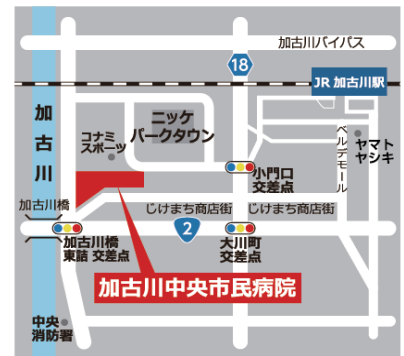 加古川バイパス
18
JR 加古川駅
加古川
ニッケ
パークタウン
コナミ
スポーツ
ベルデモール
ヤマト
ヤシキ
小門口
交差点
加古川橋
じけまち商店街
じけまち商店街
2
加古川橋
東詰 交差点
大川町
交差点
加古川中央市民病院
中央
消防署